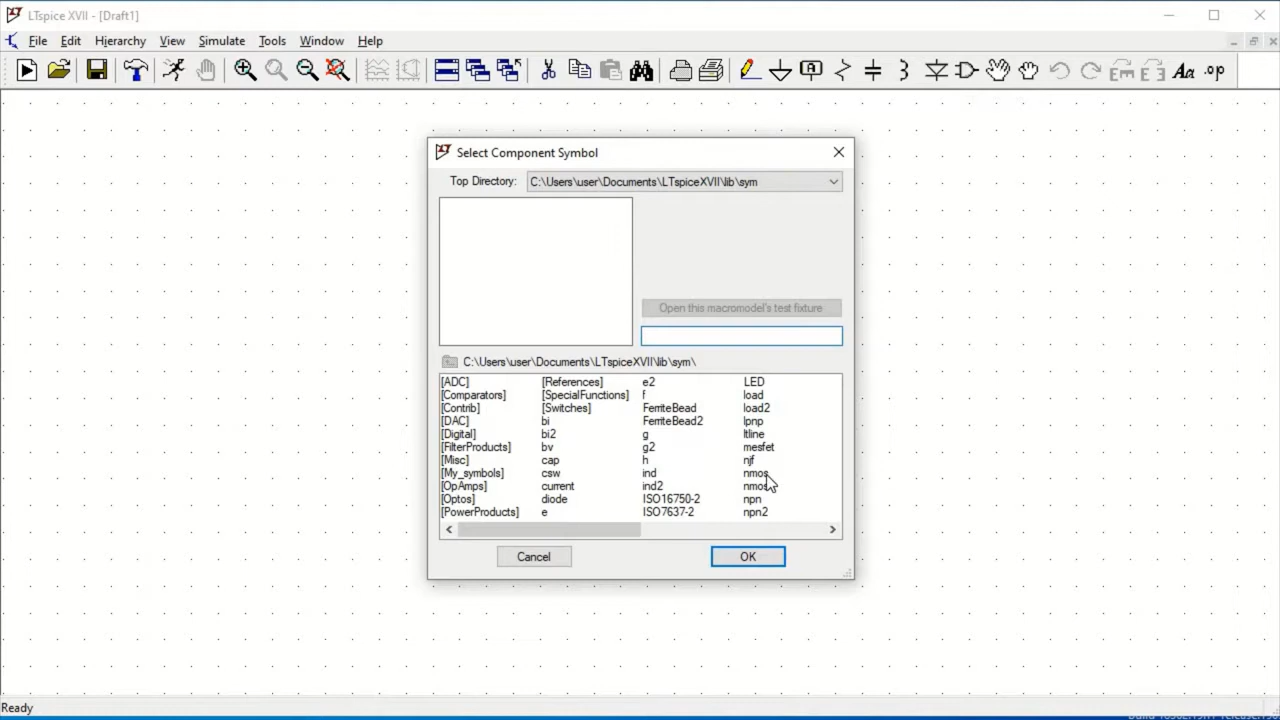 LTspice XVII - [Draft1]
File Edit Hierarchy View Simulate Tools Window Help
.op
Select Component Symbol
Top Directory: C:\Users\user\Documents\LTspiceXVII\lib\sym
Open this macromodel's test fixture
C:\Users\user\Documents\LTspiceXVII\lib\sym\
[ADC] [References] e2 LED
[Comparators] [SpecialFunctions] f load
[Contrib] [Switches] FerriteBead load2
[DAC] bi FerriteBead2 lpnp
[Digital] bi2 g ltline
[FilterProducts] bv g2 mesfet
[Misc] cap h njf
[My_symbols] csw ind nmos
[OpAmps] current ind2
[Optos] diode ISO16750-2 npn
[PowerProducts] e ISO7637-2 npn2
Cancel OK
Ready